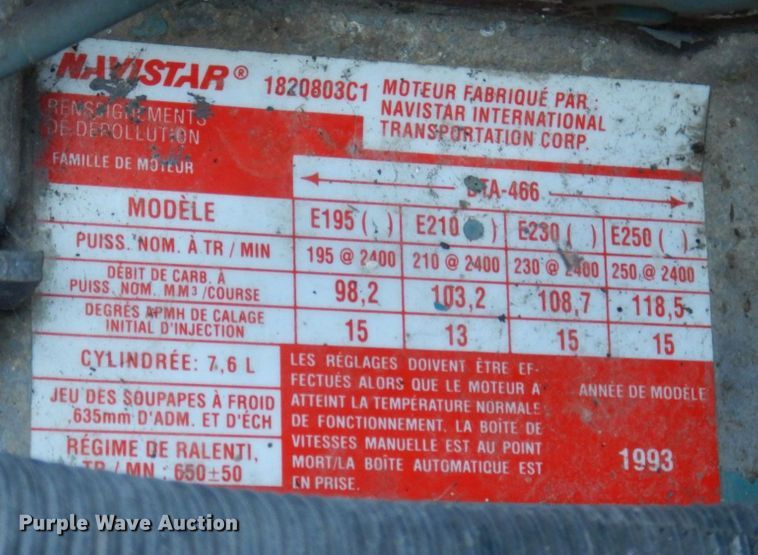 NAVISTAR®
1820803C1
MOTEUR FABRIQUÉ PAR :
NAVISTAR INTERNATIONAL
TRANSPORTATION CORP.
RENSEIGNEMENTS
DE DÉPOLLUTION
FAMILLE DE MOTEUR
-466
MODÈLE E195 ( ) E210 ( ) E230 ( ) E250 ( )
PUISS. NOM. À TR / MIN 195 @ 2400 210 @ 2400 230 @ 2400 250 @ 2400
DÉBIT DE CARB. À
PUISS. NOM. MM³ /COURSE 98,2 103,2 108,7 118,5
DEGRÉS APMH DE CALAGE
INITIAL D'INJECTION 15 13 15 15
CYLINDRÉE: 7,6 L
JEU DES SOUPAPES À FROID
,635mm D'ADM. ET D'ÉCH
RÉGIME DE RALENTI,
TR / MN : 650±50
LES RÉGLAGES DOIVENT ÊTRE EF-
FECTUÉS ALORS QUE LE MOTEUR A
ATTEINT LA TEMPÉRATURE NORMALE
DE FONCTIONNEMENT. LA BOÎTE DE
VITESSES MANUELLE EST AU POINT
MORT/LA BOÎTE AUTOMATIQUE EST
EN PRISE.
ANNÉE DE MODÈLE
1993
Purple Wave Auction